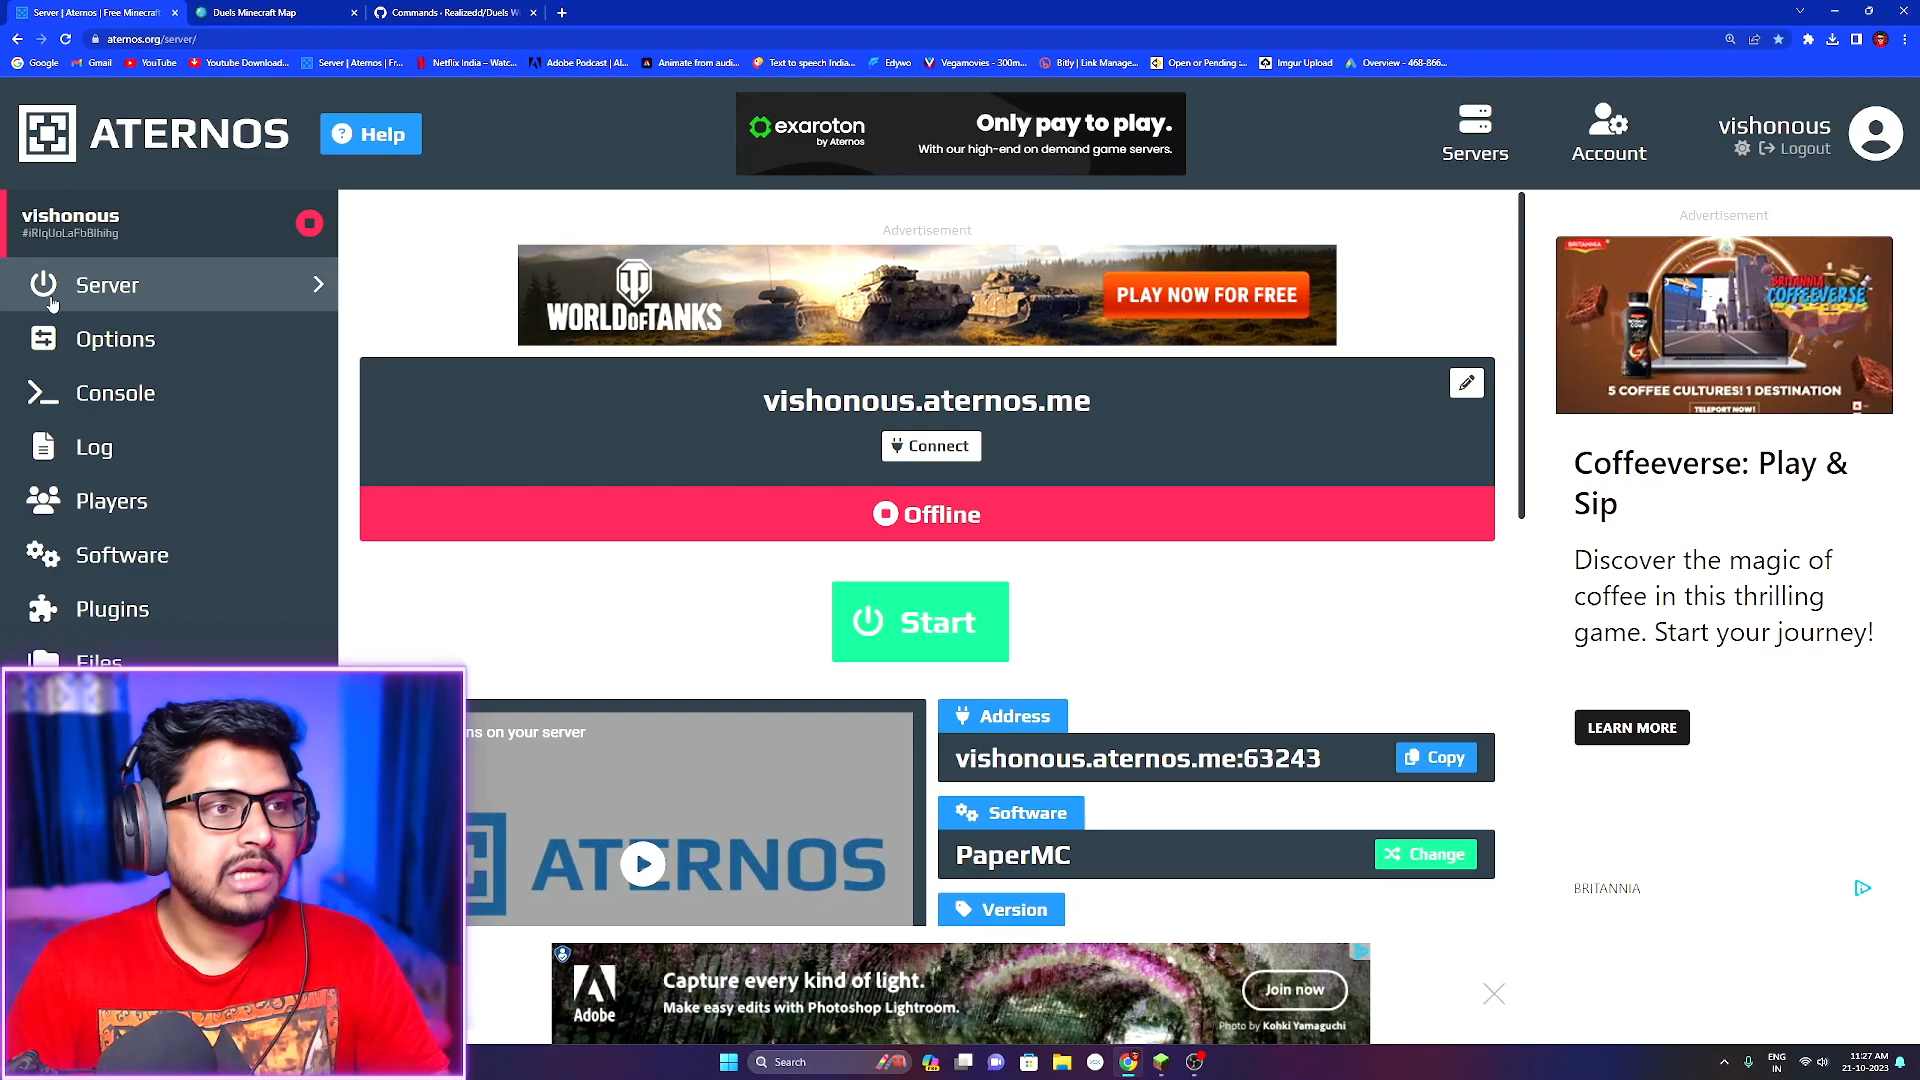 Server | Aternos | Free Minecraft
Duels Minecraft Map
Commands · Realizedd/Duels W
aternos.org/server/
Google
Gmail
YouTube
Youtube Download...
Server | Aternos | Fr...
Netflix India – Watc...
Adobe Podcast | AI...
Animate from audi...
Text to speech India...
Edywo
Vegamovies - 300m...
Bitly | Link Manage...
Open or Pending :...
Imgur Upload
Overview - 468-866...
ATERNOS
Help
exaroton
by Aternos
Only pay to play.
With our high-end on demand game servers.
Servers
Account
vishonous
Logout
vishonous
Server
Options
Console
Log
Players
Software
Plugins
Files
Advertisement
WORLD OF TANKS
PLAY NOW FOR FREE
vishonous.aternos.me
Connect
Offline
Start
ns on your server
ATERNOS
Address
vishonous.aternos.me:63243
Copy
Software
PaperMC
Change
Version
Adobe
Capture every kind of light.
Make easy edits with Photoshop Lightroom.
Join now
Photo by Kohki Yamaguchi
Advertisement
BRITANNIA
BRITANNIA
COFFEEVERSE
5 COFFEE CULTURES! 1 DESTINATION
TELEPORT NOW!
Coffeeverse: Play &
Sip
Discover the magic of
coffee in this thrilling
game. Start your journey!
LEARN MORE
BRITANNIA
Search
ENG
IN
11:27 AM
21-10-2023